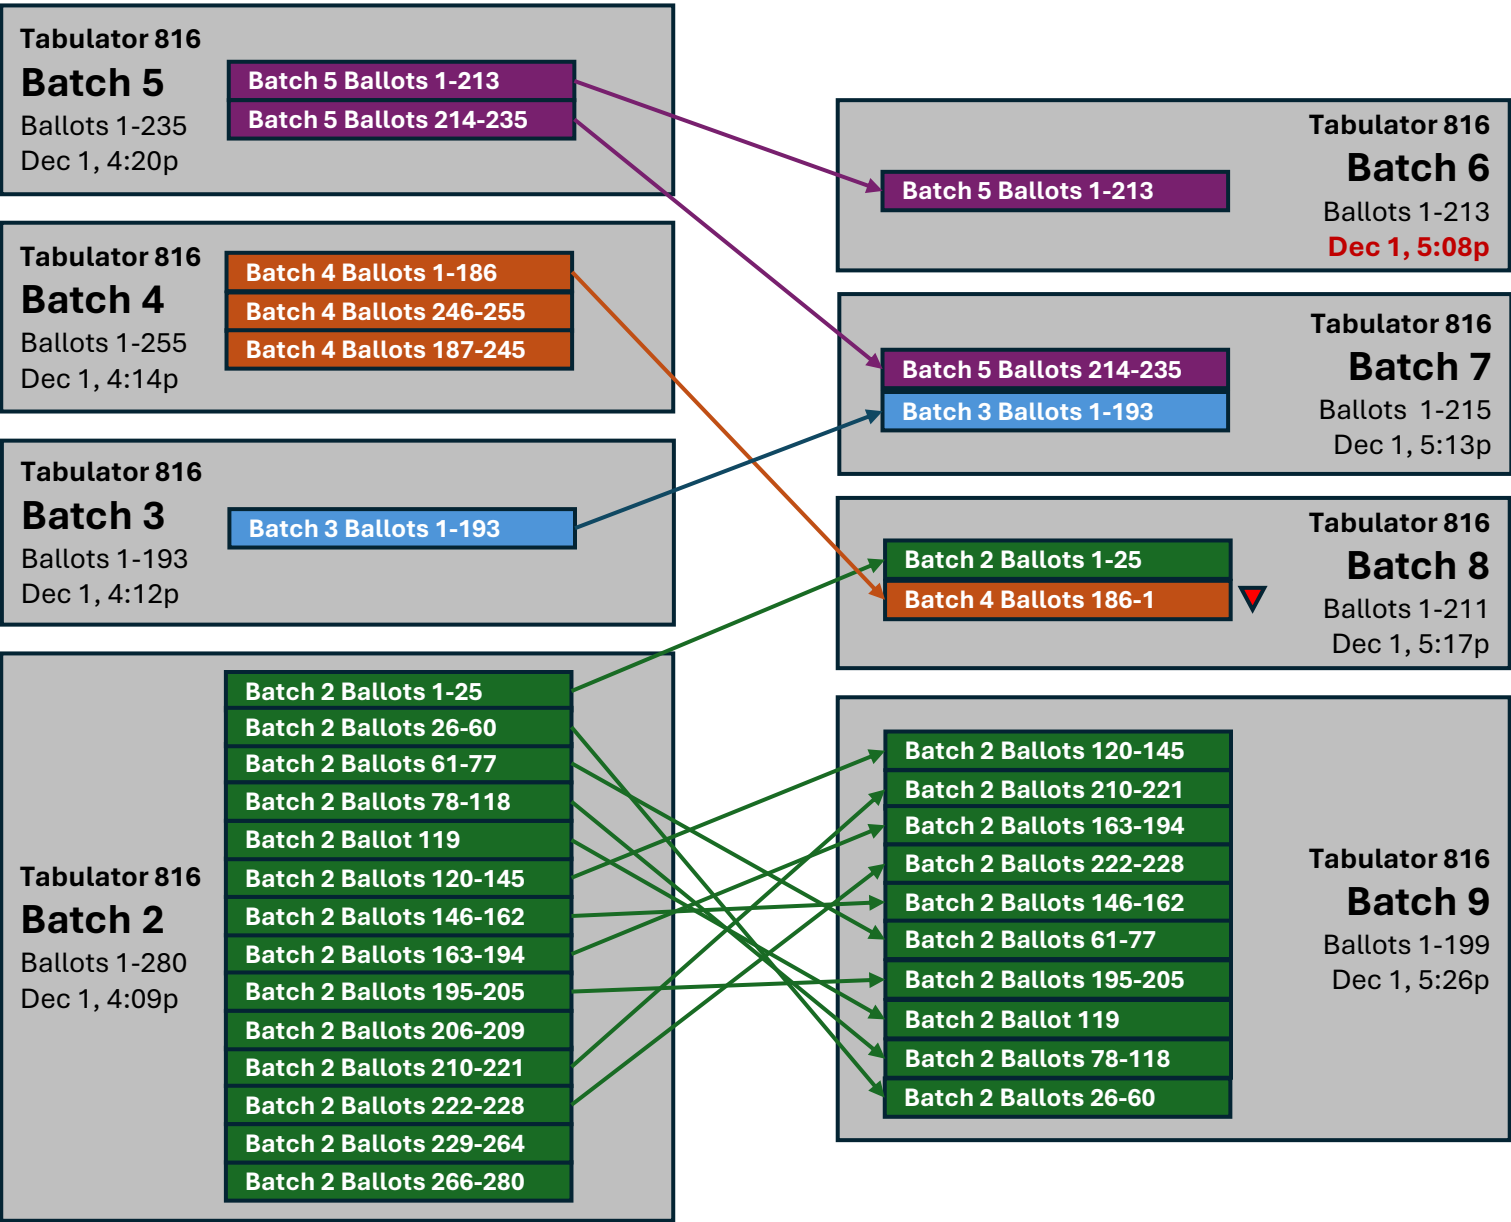 Tabulator 816
Batch 5
Ballots 1-235
Dec 1, 4:20p
Batch 5 Ballots 1-213
Batch 5 Ballots 214-235
Tabulator 816
Batch 4
Ballots 1-255
Dec 1, 4:14p
Batch 4 Ballots 1-186
Batch 4 Ballots 246-255
Batch 4 Ballots 187-245
Tabulator 816
Batch 3
Ballots 1-193
Dec 1, 4:12p
Batch 3 Ballots 1-193
Tabulator 816
Batch 2
Ballots 1-280
Dec 1, 4:09p
Batch 2 Ballots 1-25
Batch 2 Ballots 26-60
Batch 2 Ballots 61-77
Batch 2 Ballots 78-118
Batch 2 Ballot 119
Batch 2 Ballots 120-145
Batch 2 Ballots 146-162
Batch 2 Ballots 163-194
Batch 2 Ballots 195-205
Batch 2 Ballots 206-209
Batch 2 Ballots 210-221
Batch 2 Ballots 222-228
Batch 2 Ballots 229-264
Batch 2 Ballots 266-280
Batch 5 Ballots 1-213
Tabulator 816
Batch 6
Ballots 1-213
Dec 1, 5:08p
Batch 5 Ballots 214-235
Batch 3 Ballots 1-193
Tabulator 816
Batch 7
Ballots 1-215
Dec 1, 5:13p
Batch 2 Ballots 1-25
Batch 4 Ballots 186-1
Tabulator 816
Batch 8
Ballots 1-211
Dec 1, 5:17p
Batch 2 Ballots 120-145
Batch 2 Ballots 210-221
Batch 2 Ballots 163-194
Batch 2 Ballots 222-228
Batch 2 Ballots 146-162
Batch 2 Ballots 61-77
Batch 2 Ballots 195-205
Batch 2 Ballot 119
Batch 2 Ballots 78-118
Batch 2 Ballots 26-60
Tabulator 816
Batch 9
Ballots 1-199
Dec 1, 5:26p